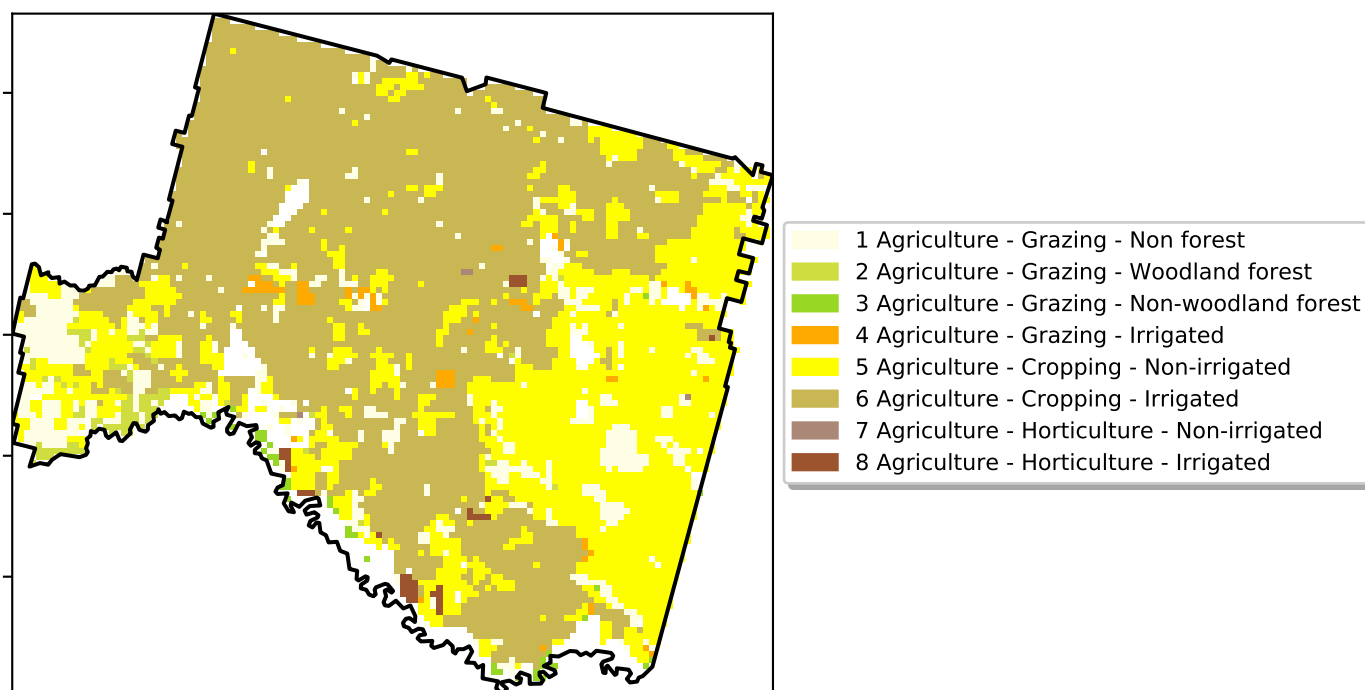 1 Agriculture - Grazing - Non forest
2 Agriculture - Grazing - Woodland forest
3 Agriculture - Grazing - Non-woodland forest
4 Agriculture - Grazing - Irrigated
5 Agriculture - Cropping - Non-irrigated
6 Agriculture - Cropping - Irrigated
7 Agriculture - Horticulture - Non-irrigated
8 Agriculture - Horticulture - Irrigated